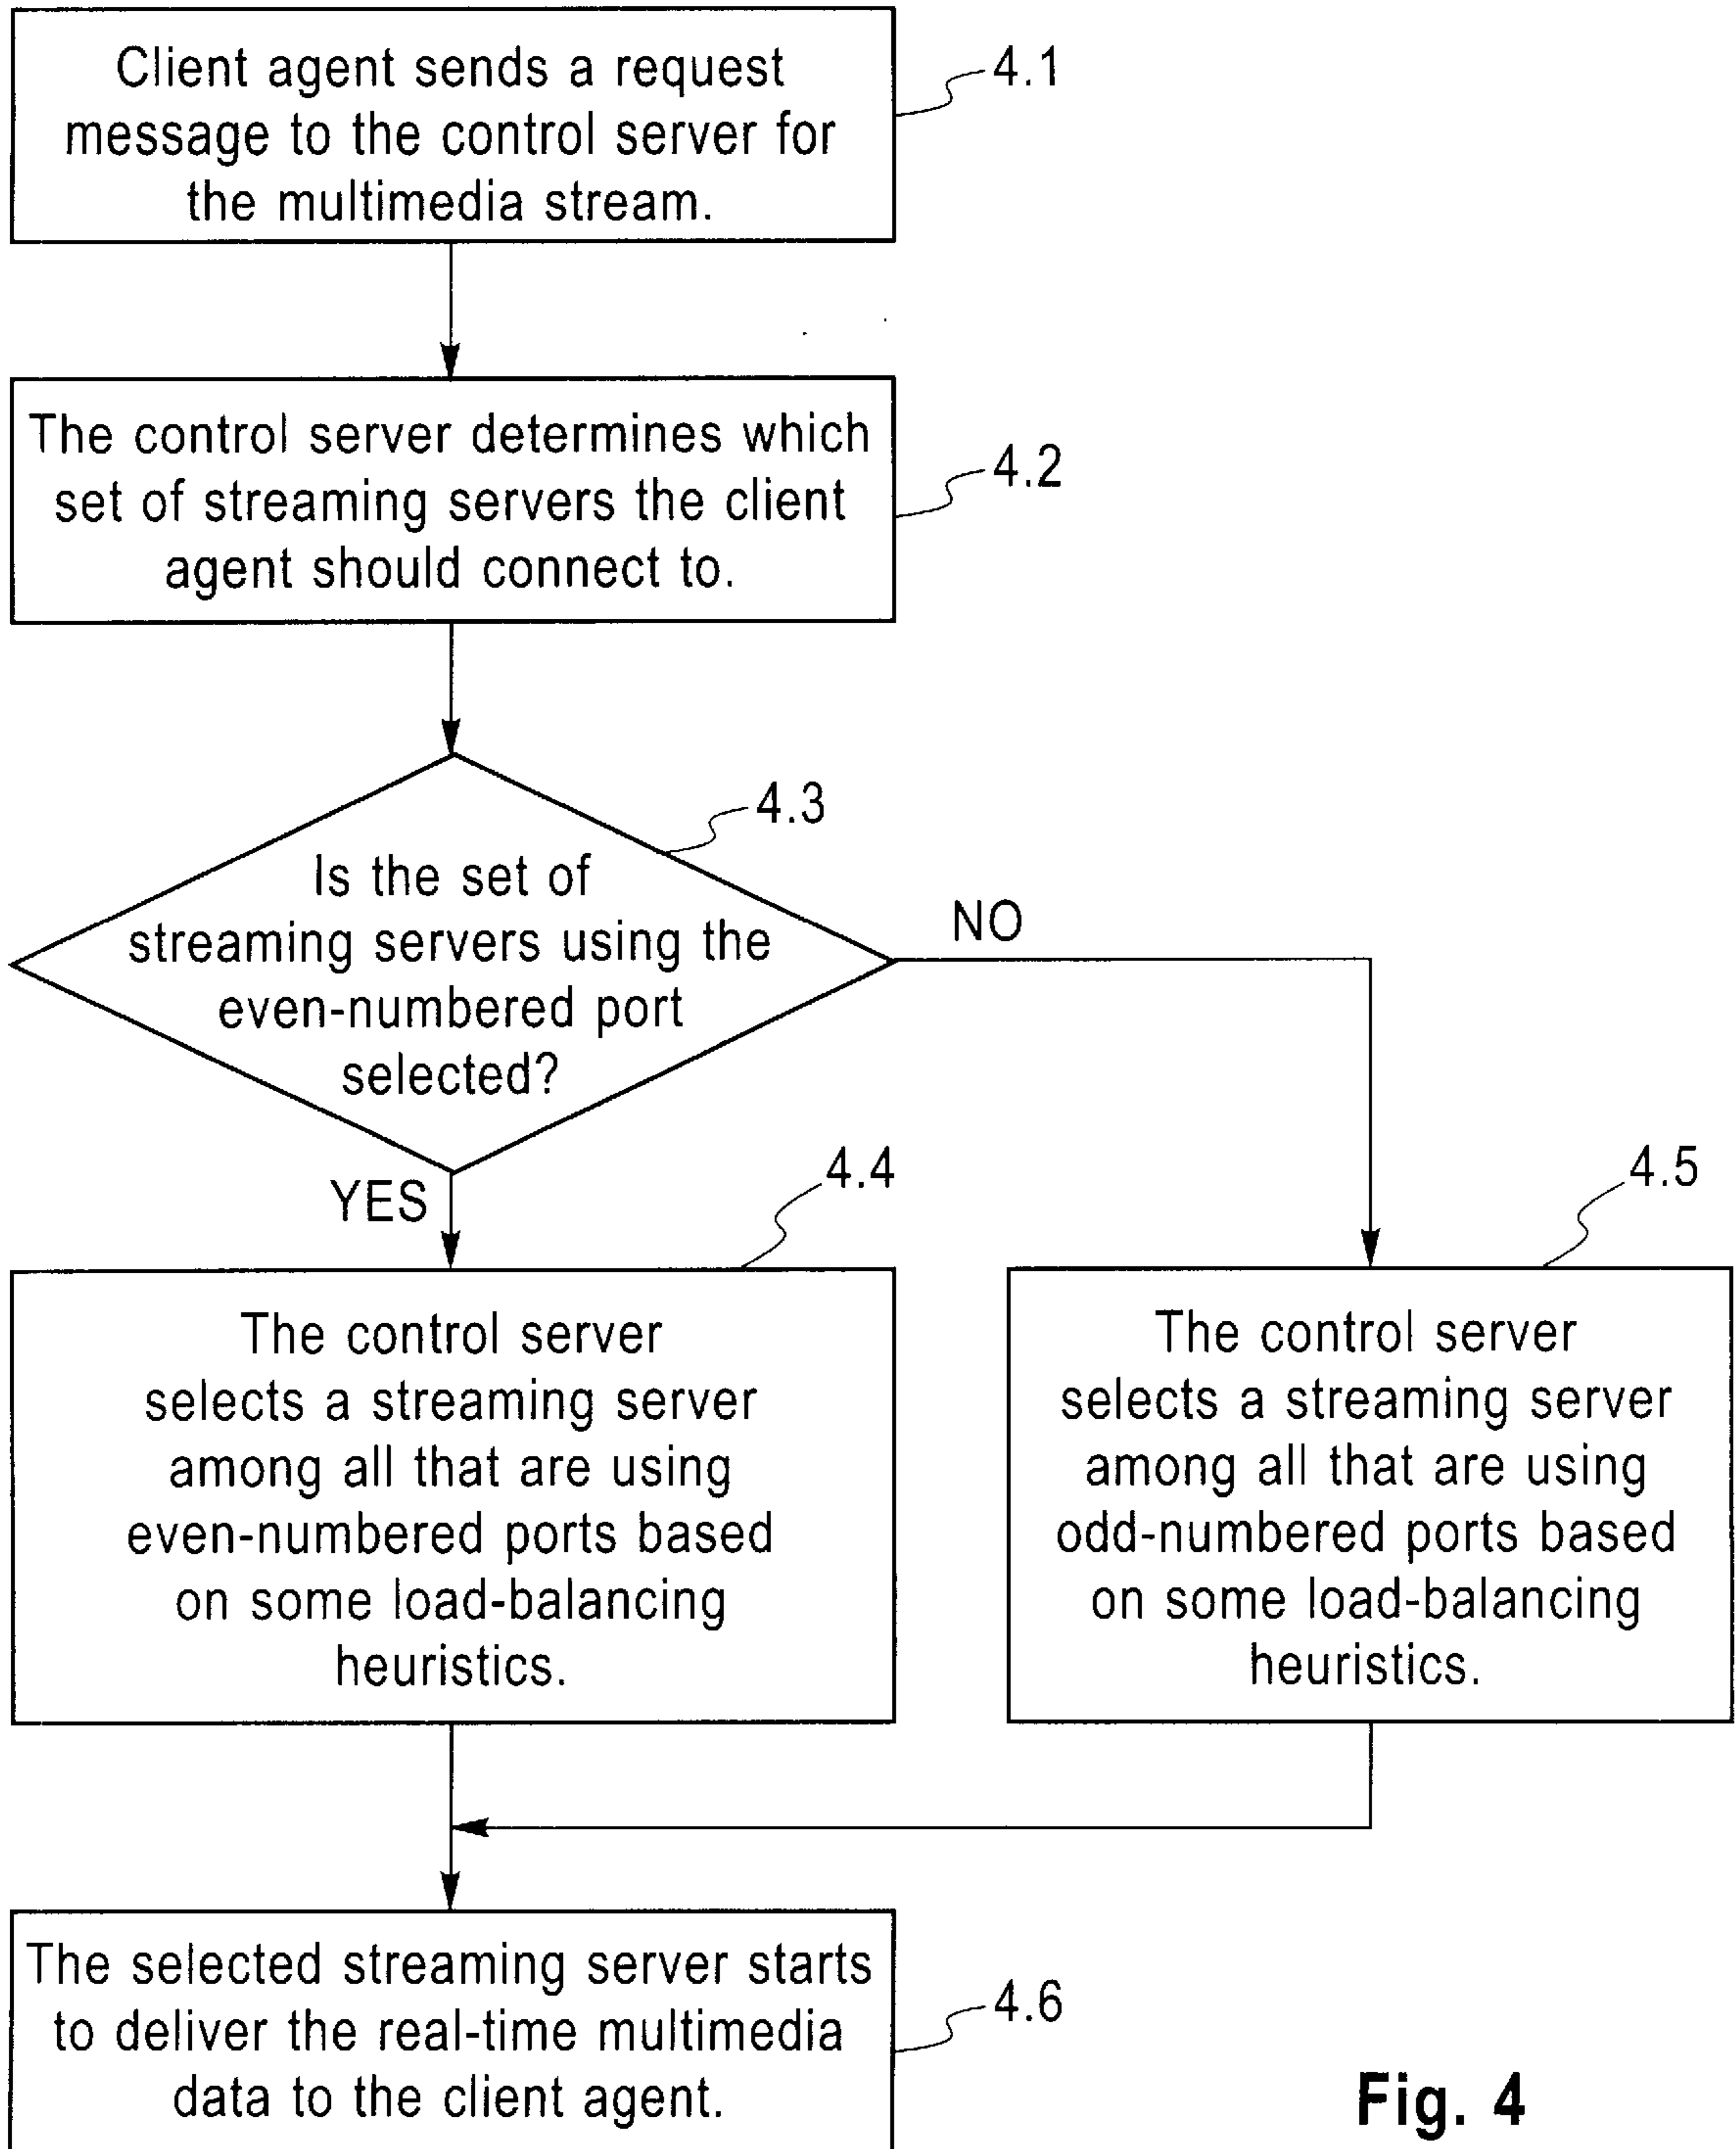 Client agent sends a request
message to the control server for
the multimedia stream.
4.1
The control server determines which
set of streaming servers the client
agent should connect to.
4.2
4.3
Is the set of
streaming servers using the
even-numbered port
selected?
NO
YES
4.4
The control server
selects a streaming server
among all that are using
even-numbered ports based
on some load-balancing
heuristics.
4.5
The control server
selects a streaming server
among all that are using
odd-numbered ports based
on some load-balancing
heuristics.
The selected streaming server starts
to deliver the real-time multimedia
data to the client agent.
4.6
Fig. 4